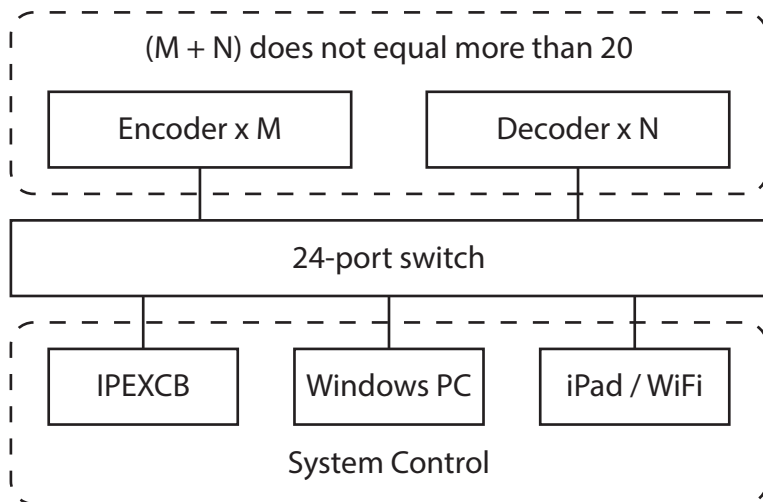 (M + N) does not equal more than 20
Encoder x M
Decoder x N
24-port switch
IPEXCB
Windows PC
iPad / WiFi
System Control